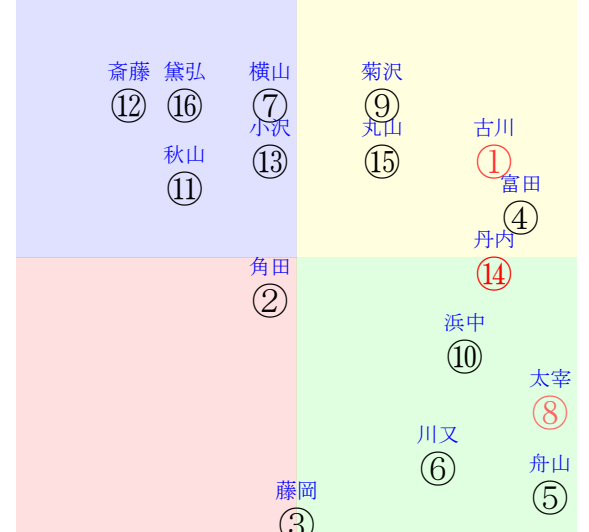 斎藤 黛弘 横山 菊沢
⑫ ⑯ ⑦ ⑨
小沢 丸山 古川
秋山
⑬ ⑮ ①
⑪ 富田
④
丹内
角田 ⑭
②
浜中
⑩
太宰
⑧
川又
⑥ 舟山
藤岡 ⑤
③